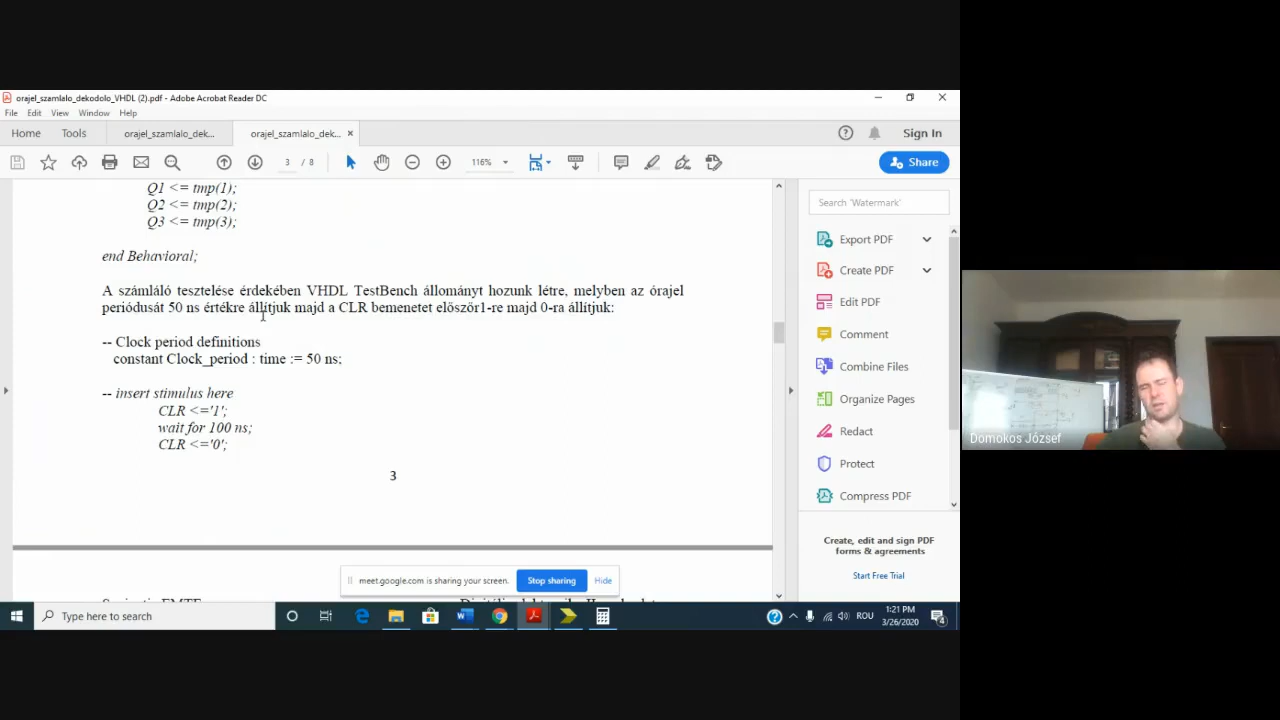 orajel_szamlalo_dekodolo_VHDL (2).pdf - Adobe Acrobat Reader DC
File Edit View Window Help
Home Tools orajel_szamlalo_dek... orajel_szamlalo_dek... × Sign In
3 / 8 116% Share
Q1 <= tmp(1);
Q2 <= tmp(2);
Q3 <= tmp(3);
end Behavioral;
A számláló tesztelése érdekében VHDL TestBench állományt hozunk létre, melyben az órajel
periódusát 50 ns értékre állítjuk majd a CLR bemenetet először1-re majd 0-ra állítjuk:
-- Clock period definitions
constant Clock_period : time := 50 ns;
-- insert stimulus here
CLR <='1';
wait for 100 ns;
CLR <='0';
3
Search 'Watermark'
Export PDF
Create PDF
Edit PDF
Comment
Combine Files
Organize Pages
Redact
Protect
Compress PDF
Create, edit and sign PDF
forms & agreements
Start Free Trial
meet.google.com is sharing your screen. Stop sharing Hide
Type here to search
ROU
1:21 PM
3/26/2020
4
Domokos József